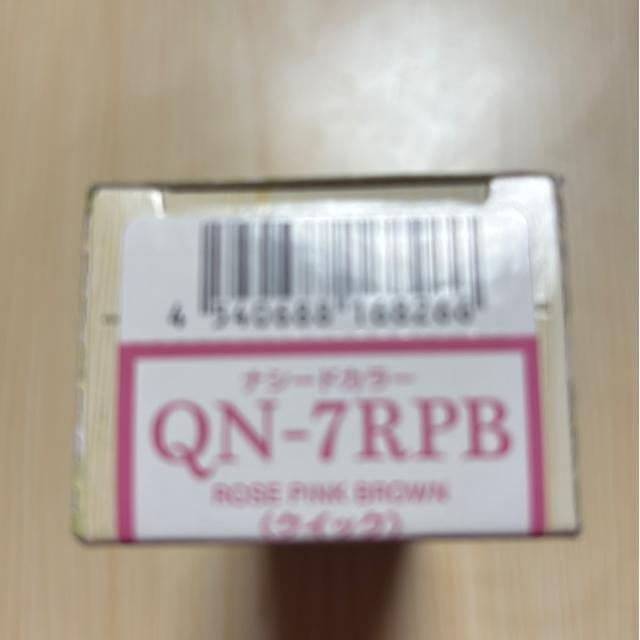 4 540688 168266
ナシードカラー
QN-7RPB
ROSE PINK BROWN
(クイック)